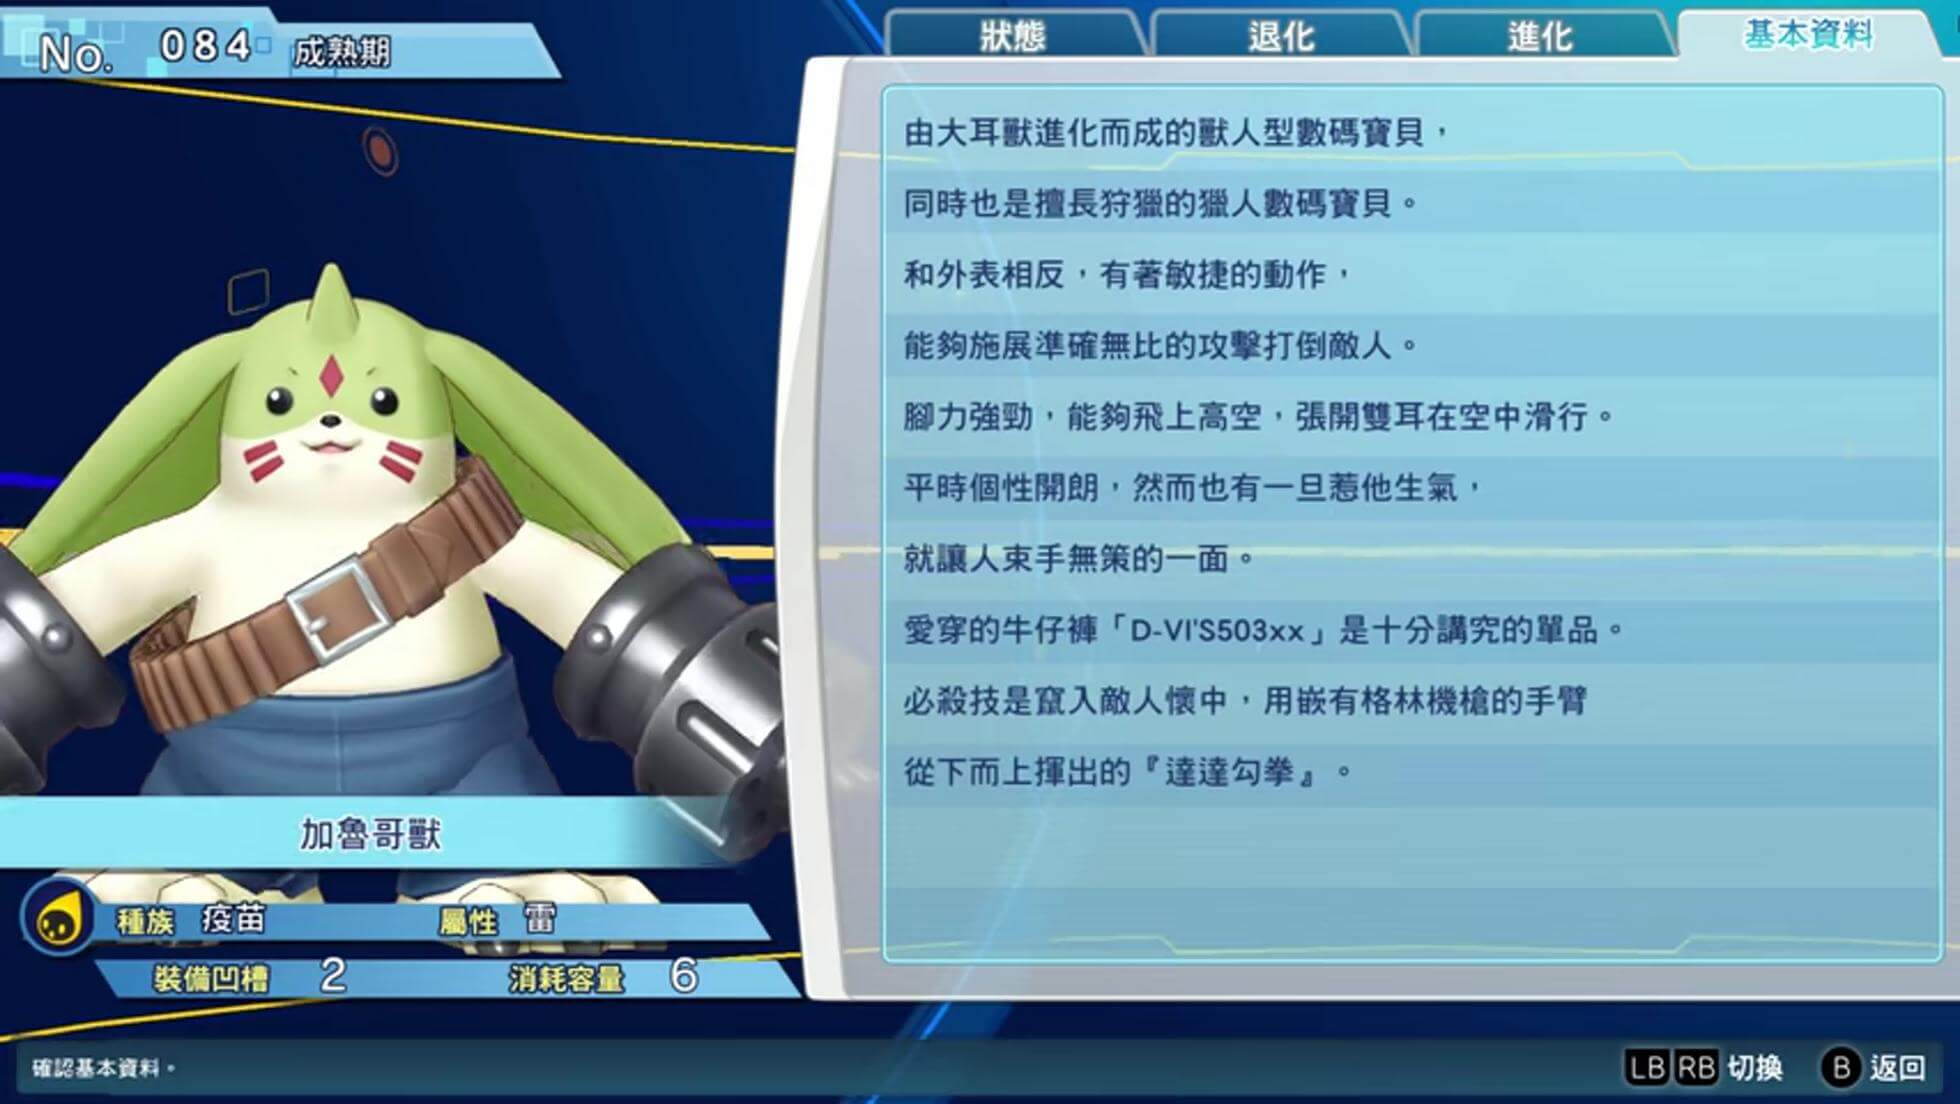 No. 084 成熟期
狀態 退化 進化 基本資料
由大耳獸進化而成的獸人型數碼寶貝，
同時也是擅長狩獵的獵人數碼寶貝。
和外表相反，有著敏捷的動作，
能夠施展準確無比的攻擊打倒敵人。
腳力強勁，能夠飛上高空，張開雙耳在空中滑行。
平時個性開朗，然而也有一旦惹他生氣，
就讓人束手無策的一面。
愛穿的牛仔褲「D-VI'S503xx」是十分講究的單品。
必殺技是竄入敵人懷中，用嵌有格林機槍的手臂
從下而上揮出的『達達勾拳』。
加魯哥獸
種族 疫苗 屬性 雷
裝備凹槽 2 消耗容量 6
確認基本資料。
LB RB 切換 B 返回